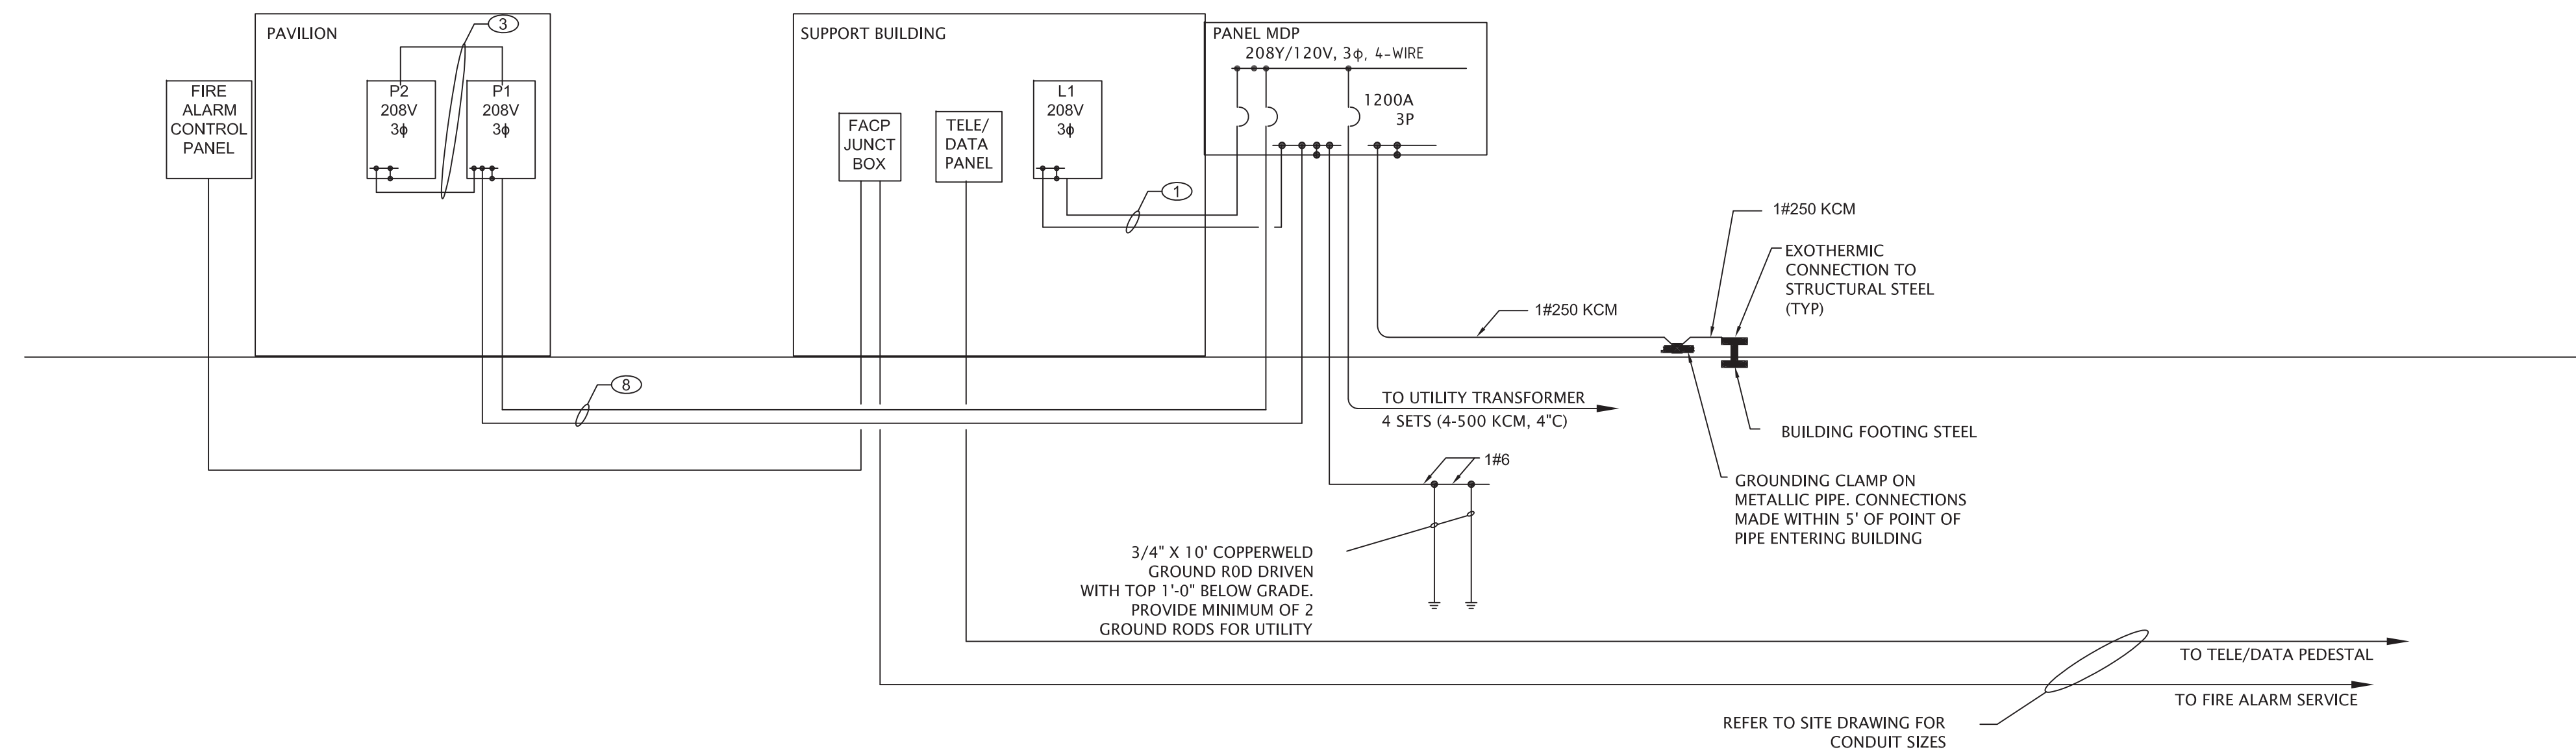 PAVILION
3
FIRE
ALARM
CONTROL
PANEL
P2
208V
3ϕ
P1
208V
3ϕ
SUPPORT BUILDING
FACP
JUNCT
BOX
TELE/
DATA
PANEL
L1
208V
3ϕ
1
PANEL MDP
208Y/120V, 3ϕ, 4-WIRE
1200A
3P
1#250 KCM
EXOTHERMIC
CONNECTION TO
STRUCTURAL STEEL
(TYP)
1#250 KCM
8
TO UTILITY TRANSFORMER
4 SETS (4-500 KCM, 4"C)
BUILDING FOOTING STEEL
1#6
GROUNDING CLAMP ON
METALLIC PIPE. CONNECTIONS
MADE WITHIN 5' OF POINT OF
PIPE ENTERING BUILDING
3/4" X 10' COPPERWELD
GROUND R0D DRIVEN
WITH TOP 1'-0" BELOW GRADE.
PROVIDE MINIMUM OF 2
GROUND RODS FOR UTILITY
TO TELE/DATA PEDESTAL
TO FIRE ALARM SERVICE
REFER TO SITE DRAWING FOR
CONDUIT SIZES